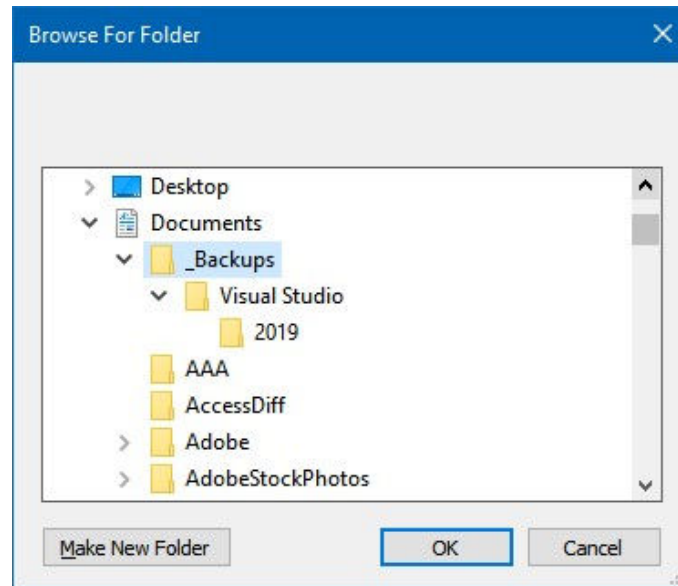 Browse For Folder
Desktop
Documents
_Backups
Visual Studio
2019
AAA
AccessDiff
Adobe
AdobeStockPhotos
Make New Folder
OK
Cancel